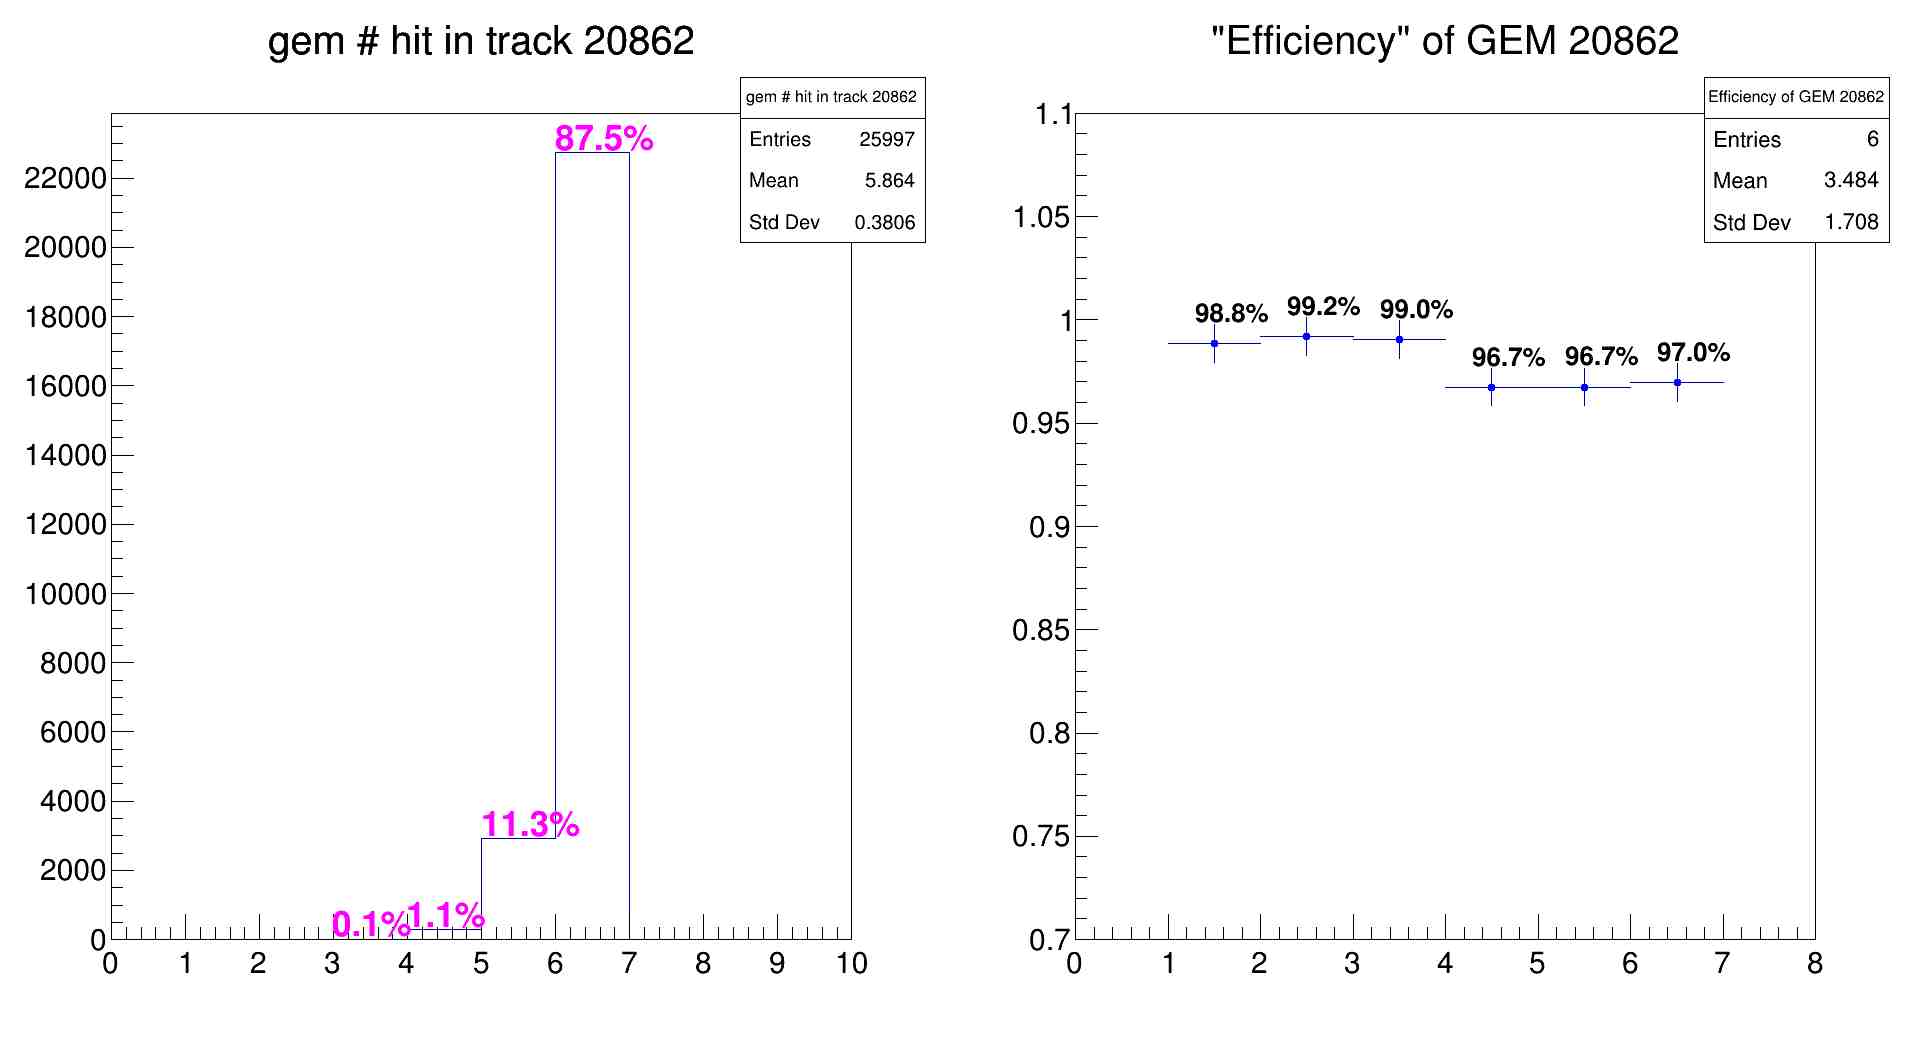 gem # hit in track 20862
gem # hit in track 20862
Entries 25997
Mean 5.864
Std Dev 0.3806
87.5%
11.3%
1.1%
0.1%
22000
20000
18000
16000
14000
12000
10000
8000
6000
4000
2000
0
0 1 2 3 4 5 6 7 8 9 10
"Efficiency" of GEM 20862
Efficiency of GEM 20862
Entries 6
Mean 3.484
Std Dev 1.708
98.8% 99.2% 99.0% 96.7% 96.7% 97.0%
1.1
1.05
1
0.95
0.9
0.85
0.8
0.75
0.7
0 1 2 3 4 5 6 7 8